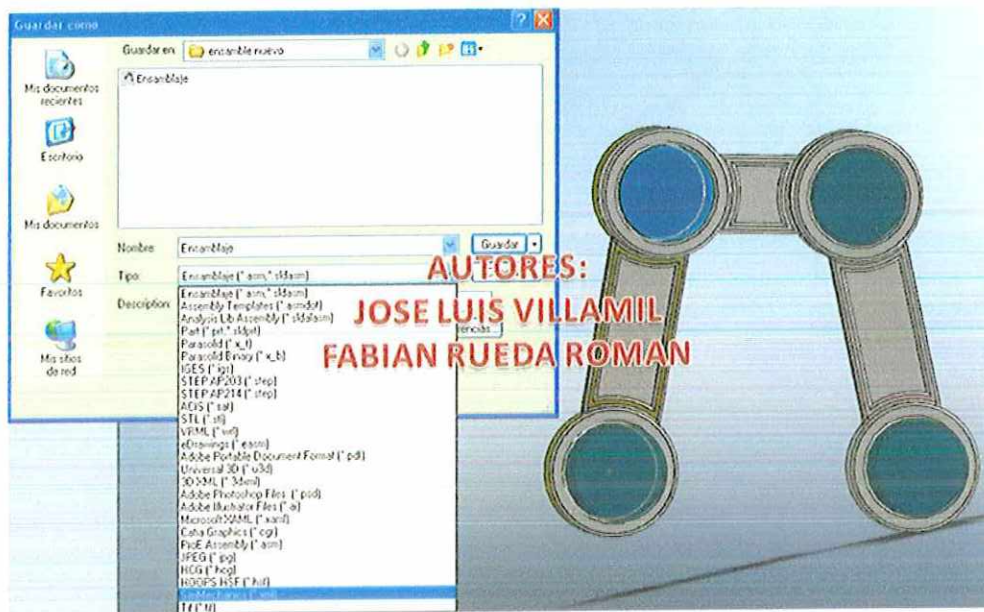 Guardar como
Guardar en:
ensamble nuevo
Ensamblaje
Mis documentos
recientes
Escritorio
Mis documentos
Favoritos
Mis sitios
de red
Nombre:
Ensamblaje
Guardar
Tipo:
Ensamblaje (*.asm;*.sldasm)
Description:
Ensamblaje (*.asm;*.sldasm)
Assembly Templates (*.asmdot)
Analysis Lib Assembly (*.sldalasm)
Part (*.prt;*.sldprt)
Parasolid (*.x_t)
Parasolid Binary (*.x_b)
IGES (*.igs)
STEP AP203 (*.step)
STEP AP214 (*.step)
ACIS (*.sat)
STL (*.stl)
VRML (*.wrl)
eDrawings (*.easm)
Adobe Portable Document Format (*.pdf)
Universal 3D (*.u3d)
3D XML (*.3dxml)
Adobe Photoshop Files (*.psd)
Adobe Illustrator Files (*.ai)
Microsoft XAML (*.xaml)
Catia Graphics (*.cgr)
ProE Assembly (*.asm)
JPEG (*.jpg)
HCG (*.hcg)
HOOPS HSF (*.hsf)
SimMechanics (*.xml)
Tif (*.tif)
AUTORES:
JOSE LUIS VILLAMIL
FABIAN RUEDA ROMAN